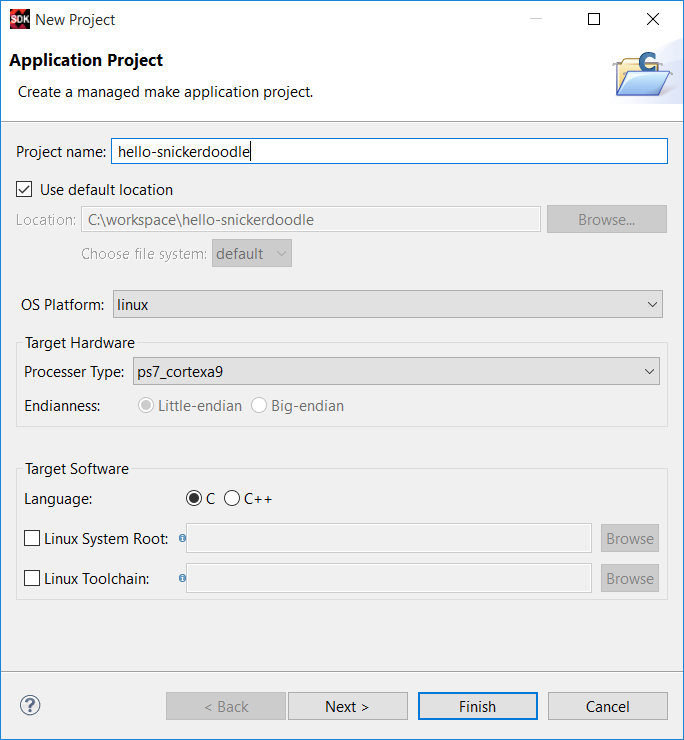 SDK New Project
Application Project
Create a managed make application project.
C
Project name: hello-snickerdoodle
Use default location
Location: C:\workspace\hello-snickerdoodle Browse...
Choose file system: default
OS Platform: linux
Target Hardware
Processer Type: ps7_cortexa9
Endianness: Little-endian Big-endian
Target Software
Language: C C++
Linux System Root: i Browse
Linux Toolchain: i Browse
? < Back Next > Finish Cancel